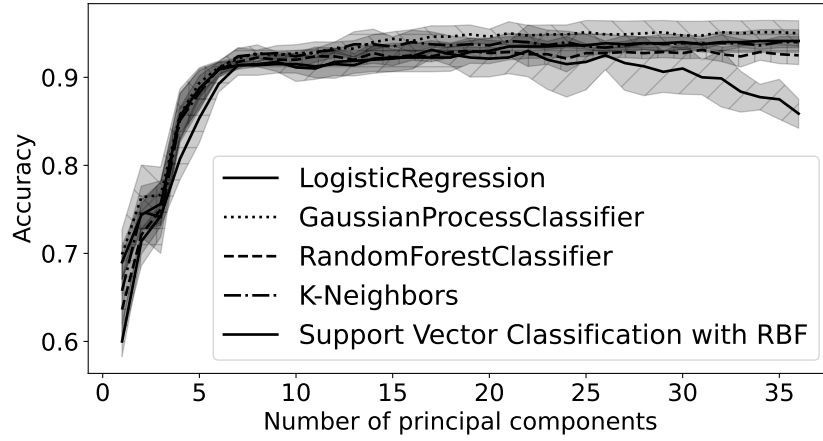 0.9
0.8
0.7
0.6
Accuracy
LogisticRegression
GaussianProcessClassifier
RandomForestClassifier
K-Neighbors
Support Vector Classification with RBF
0 5 10 15 20 25 30 35
Number of principal components